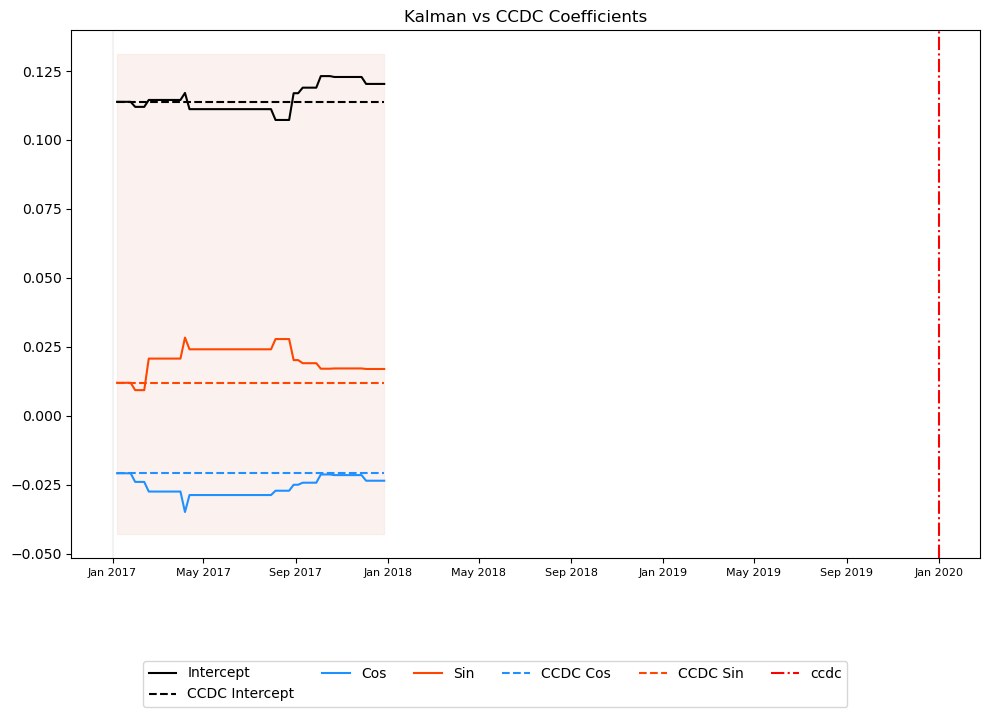 Kalman vs CCDC Coefficients
0.125
0.100
0.075
0.050
0.025
0.000
−0.025
−0.050
Jan 2017 May 2017 Sep 2017 Jan 2018 May 2018 Sep 2018 Jan 2019 May 2019 Sep 2019 Jan 2020
Intercept Cos Sin CCDC Cos CCDC Sin ccdc
CCDC Intercept